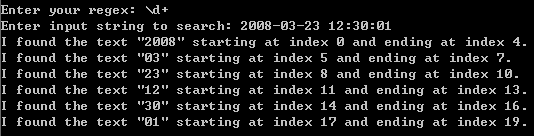 Enter your regex: \d+
Enter input string to search: 2008-03-23 12:30:01
I found the text "2008" starting at index 0 and ending at index 4.
I found the text "03" starting at index 5 and ending at index 7.
I found the text "23" starting at index 8 and ending at index 10.
I found the text "12" starting at index 11 and ending at index 13.
I found the text "30" starting at index 14 and ending at index 16.
I found the text "01" starting at index 17 and ending at index 19.